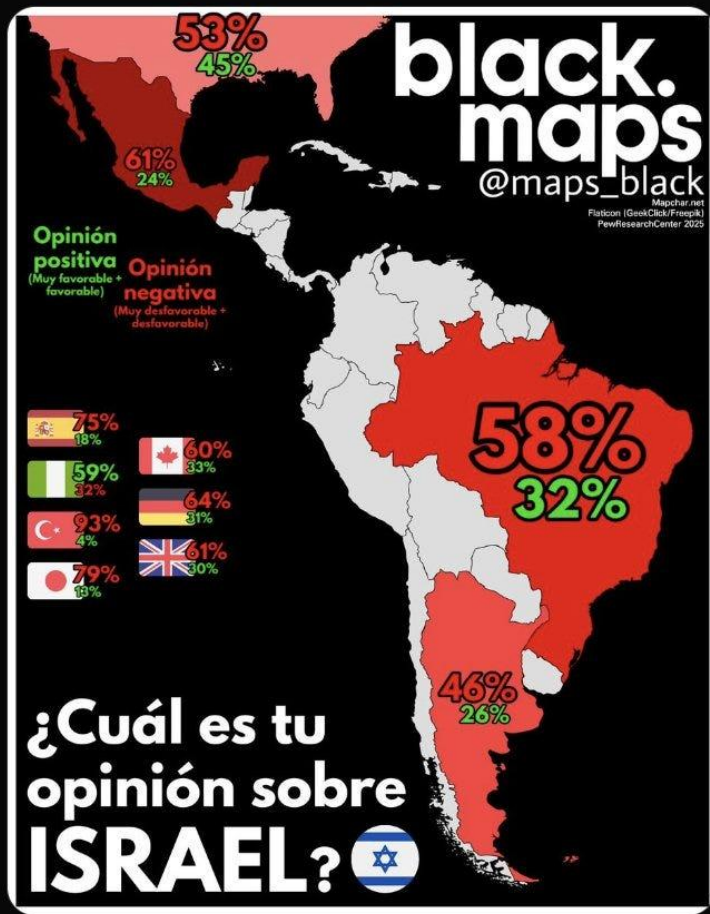 53%
45%
black.
maps
@maps_black
Mapchar.net
Flaticon (GeekClick/Freepik)
PewResearchCenter 2025
61%
24%
Opinión
positiva
(Muy favorable +
favorable)
Opinión
negativa
(Muy desfavorable +
desfavorable)
58%
32%
75%
18%
60%
33%
59%
32%
64%
31%
93%
4%
61%
30%
79%
13%
46%
26%
¿Cuál es tu
opinión sobre
ISRAEL?